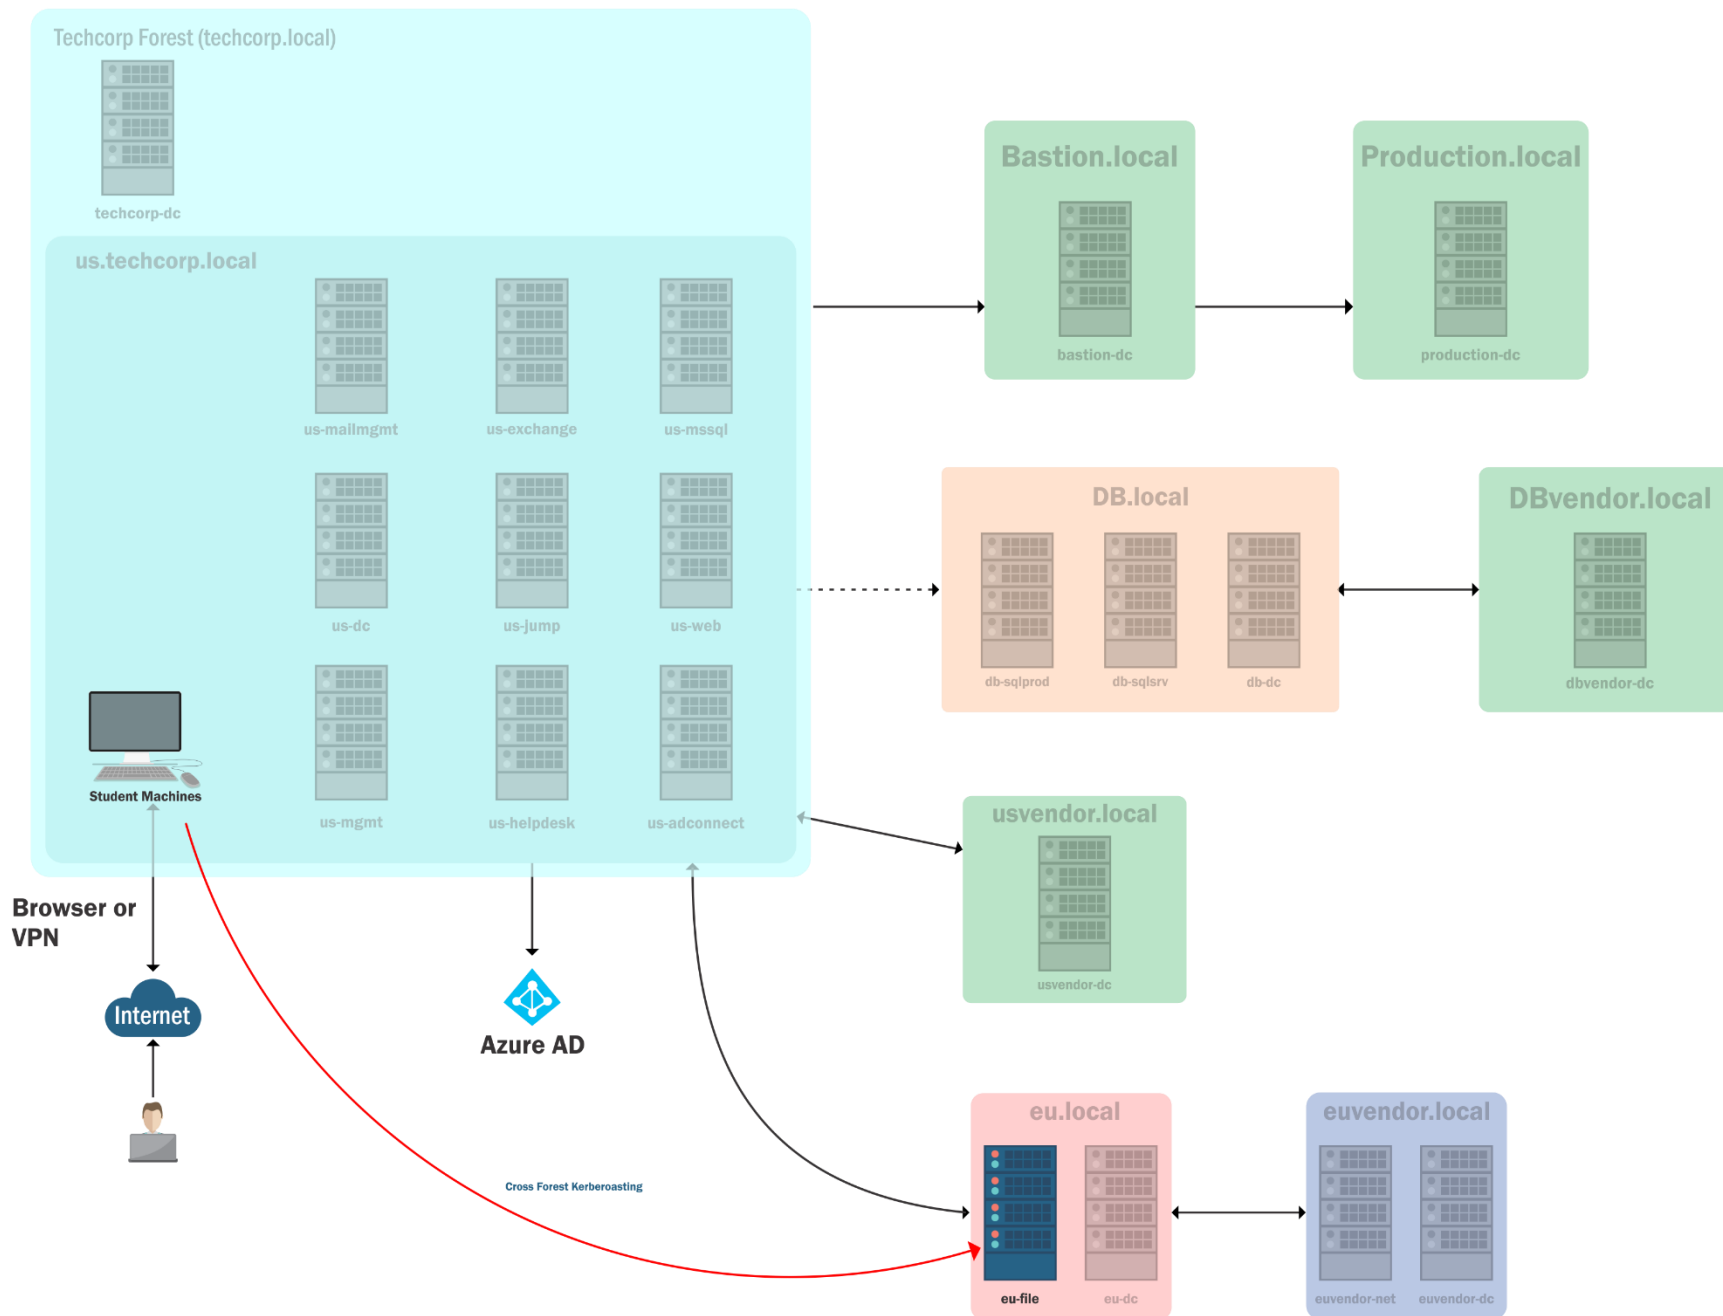 Techcorp Forest (techcorp.local)
techcorp-dc
us.techcorp.local
us-mailmgmt
us-exchange
us-mssql
us-dc
us-jump
us-web
Student Machines
us-mgmt
us-helpdesk
us-adconnect
Bastion.local
bastion-dc
Production.local
production-dc
DB.local
db-sqlprod
db-sqlsrv
db-dc
DBvendor.local
dbvendor-dc
usvendor.local
usvendor-dc
Browser or
VPN
Internet
Azure AD
Cross Forest Kerberoasting
eu.local
eu-file
eu-dc
euvendor.local
euvendor-net
euvendor-dc